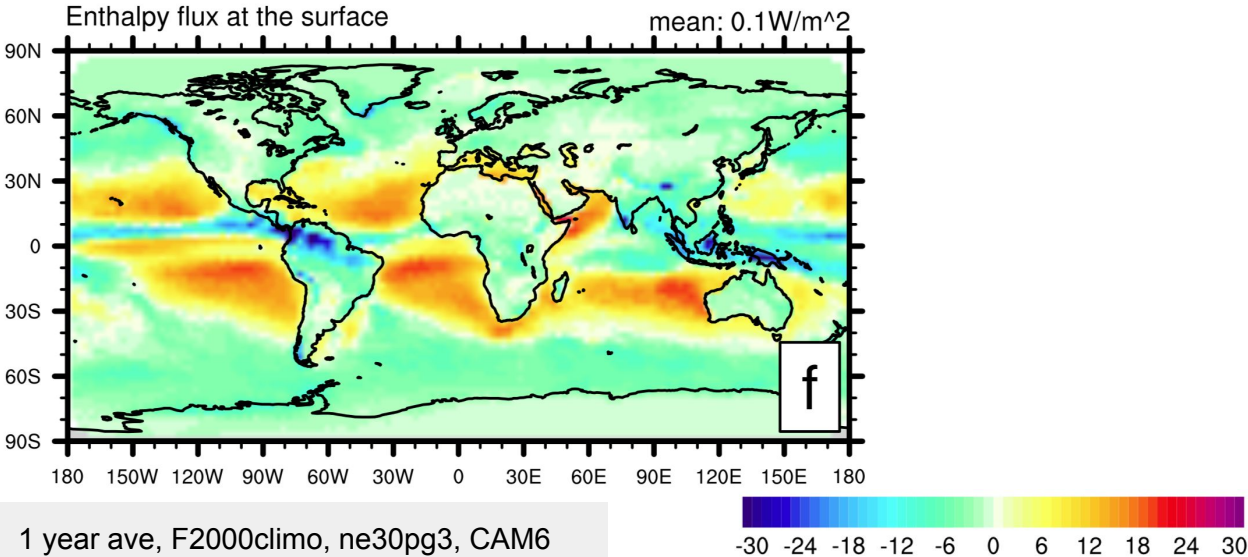 Enthalpy flux at the surface mean: 0.1W/m^2
90N
60N
30N
0
30S
60S
90S
f
180 150W 120W 90W 60W 30W 0 30E 60E 90E 120E 150E 180
1 year ave, F2000climo, ne30pg3, CAM6
-30 -24 -18 -12 -6 0 6 12 18 24 30